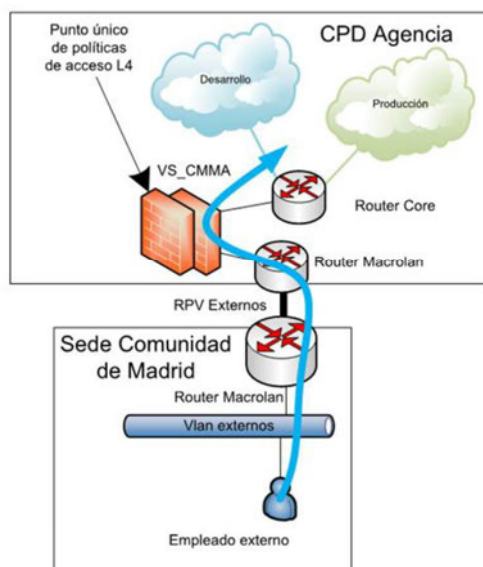 Punto único
de políticas
de acceso L4
CPD Agencia
Desarrollo
Producción
VS_CMMA
Router Core
Router Macrolan
RPV Externos
Sede Comunidad
de Madrid
Router Macrolan
Vlan externos
Empleado externo